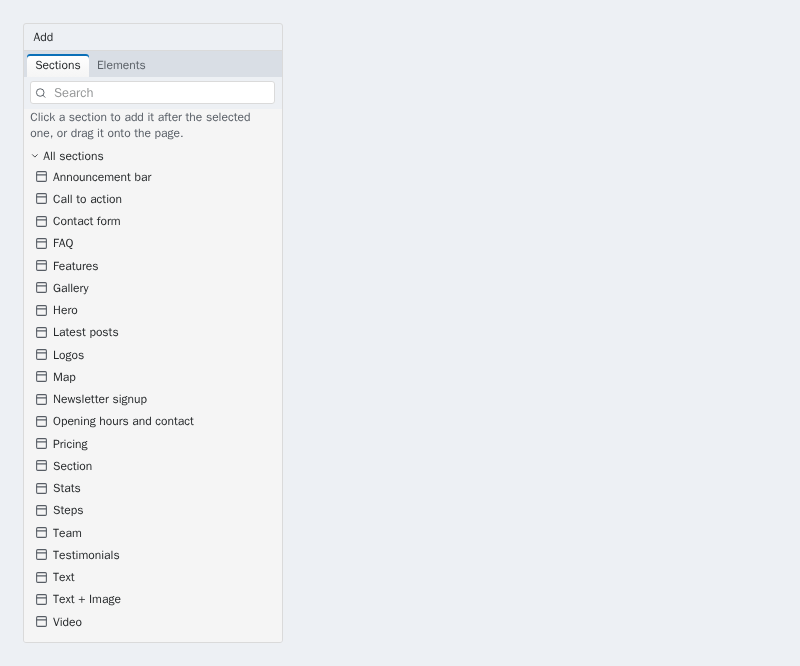 Add
Sections
Elements
Search
Click a section to add it after the selected
one, or drag it onto the page.
All sections
Announcement bar
Call to action
Contact form
FAQ
Features
Gallery
Hero
Latest posts
Logos
Map
Newsletter signup
Opening hours and contact
Pricing
Section
Stats
Steps
Team
Testimonials
Text
Text + Image
Video